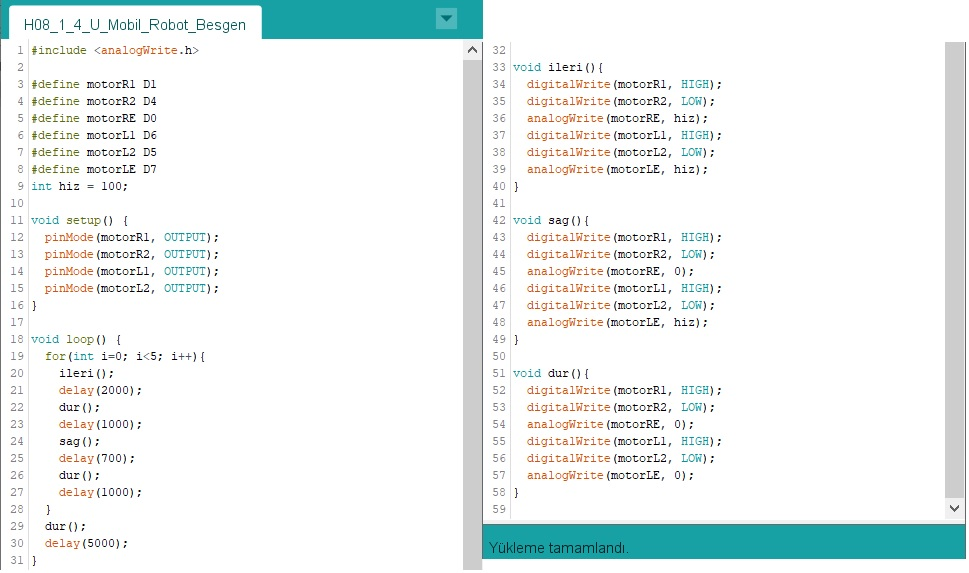 H08_1_4_U_Mobil_Robot_Besgen
1 #include <analogWrite.h>
2
3 #define motorR1 D1
4 #define motorR2 D4
5 #define motorRE D0
6 #define motorL1 D6
7 #define motorL2 D5
8 #define motorLE D7
9 int hiz = 100;
10
11 void setup() {
12   pinMode(motorR1, OUTPUT);
13   pinMode(motorR2, OUTPUT);
14   pinMode(motorL1, OUTPUT);
15   pinMode(motorL2, OUTPUT);
16 }
17
18 void loop() {
19   for(int i=0; i<5; i++){
20     ileri();
21     delay(2000);
22     dur();
23     delay(1000);
24     sag();
25     delay(700);
26     dur();
27     delay(1000);
28   }
29   dur();
30   delay(5000);
31 }
32
33 void ileri(){
34   digitalWrite(motorR1, HIGH);
35   digitalWrite(motorR2, LOW);
36   analogWrite(motorRE, hiz);
37   digitalWrite(motorL1, HIGH);
38   digitalWrite(motorL2, LOW);
39   analogWrite(motorLE, hiz);
40 }
41
42 void sag(){
43   digitalWrite(motorR1, HIGH);
44   digitalWrite(motorR2, LOW);
45   analogWrite(motorRE, 0);
46   digitalWrite(motorL1, HIGH);
47   digitalWrite(motorL2, LOW);
48   analogWrite(motorLE, hiz);
49 }
50
51 void dur(){
52   digitalWrite(motorR1, HIGH);
53   digitalWrite(motorR2, LOW);
54   analogWrite(motorRE, 0);
55   digitalWrite(motorL1, HIGH);
56   digitalWrite(motorL2, LOW);
57   analogWrite(motorLE, 0);
58 }
59
Yükleme tamamlandı.